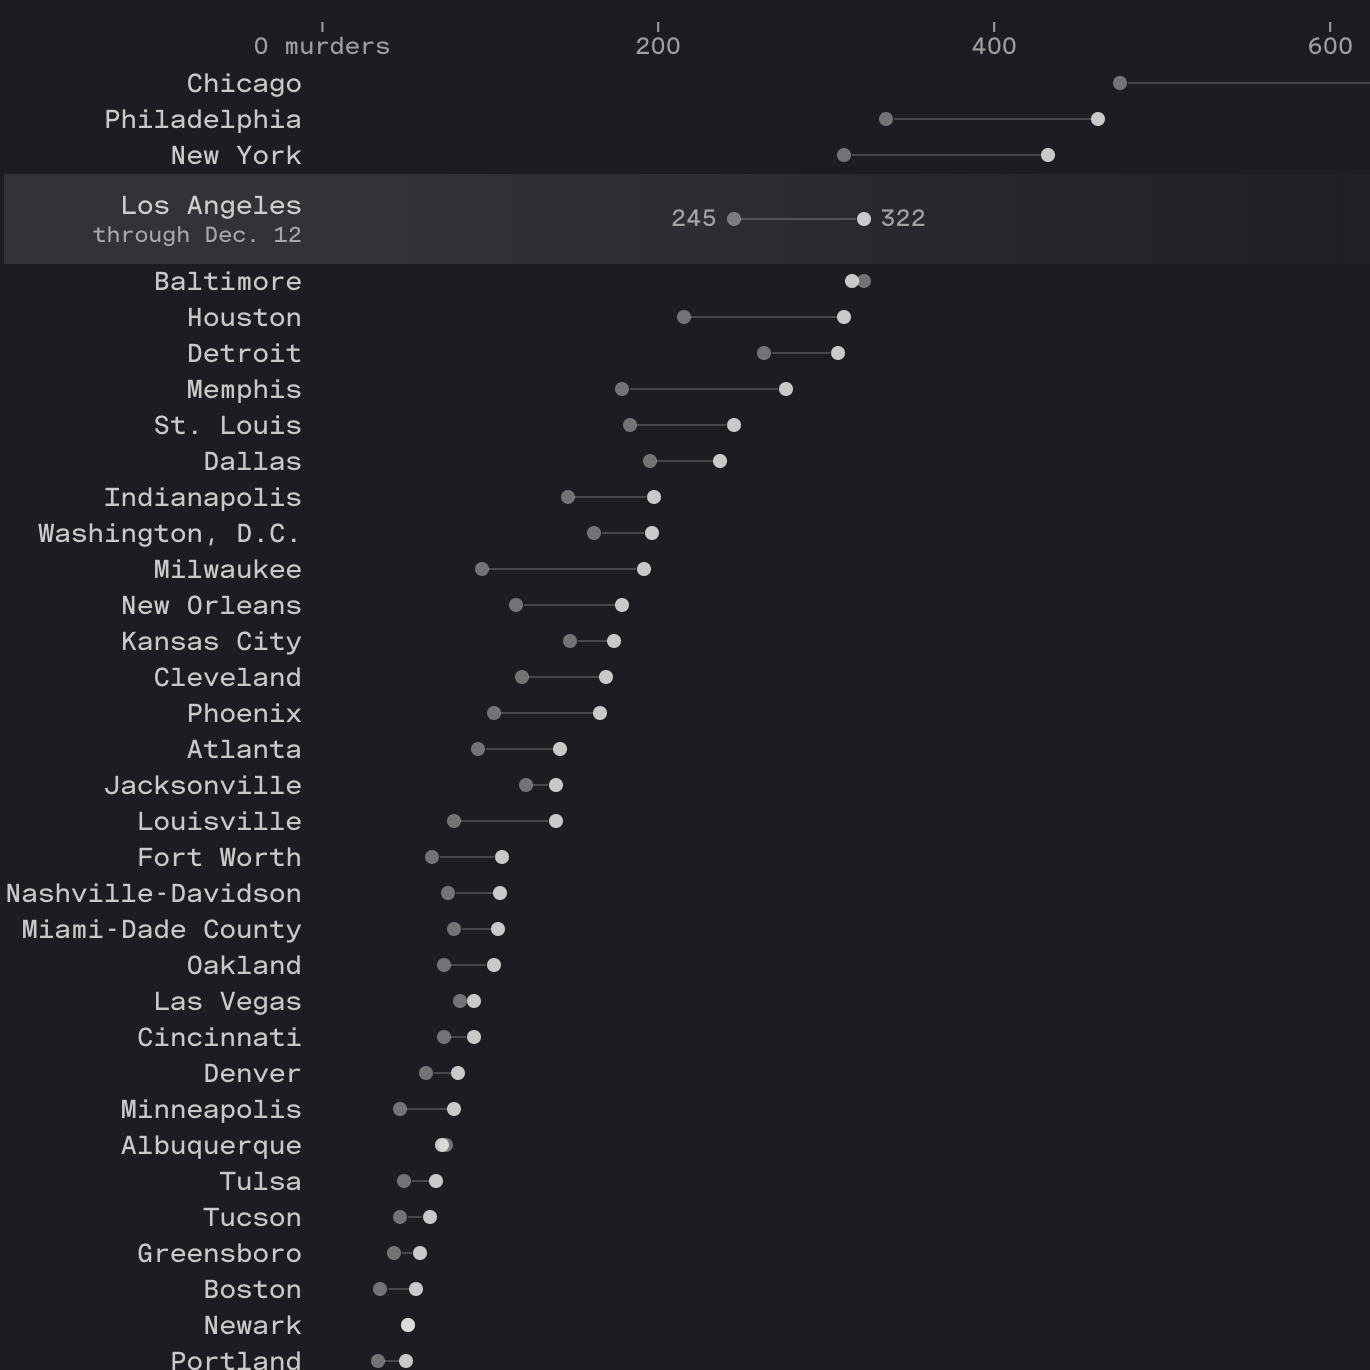 0 murders 200 400 600
Chicago
Philadelphia
New York
Los Angeles
through Dec. 12
245 322
Baltimore
Houston
Detroit
Memphis
St. Louis
Dallas
Indianapolis
Washington, D.C.
Milwaukee
New Orleans
Kansas City
Cleveland
Phoenix
Atlanta
Jacksonville
Louisville
Fort Worth
Nashville-Davidson
Miami-Dade County
Oakland
Las Vegas
Cincinnati
Denver
Minneapolis
Albuquerque
Tulsa
Tucson
Greensboro
Boston
Newark
Portland